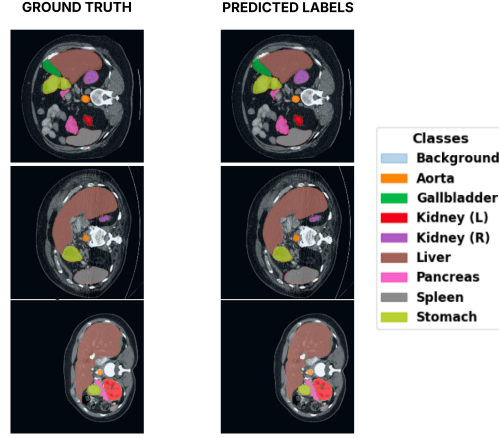 GROUND TRUTH
PREDICTED LABELS
Classes
Background
Aorta
Gallbladder
Kidney (L)
Kidney (R)
Liver
Pancreas
Spleen
Stomach